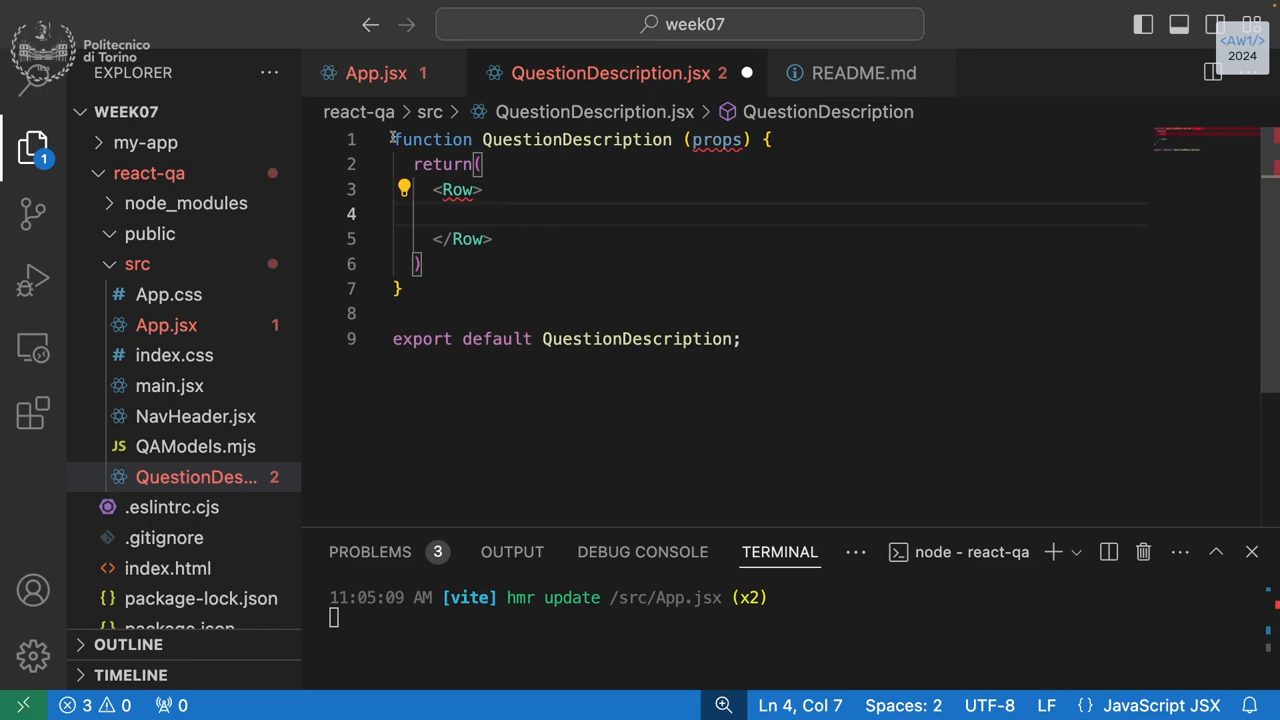 week07
Politecnico
di Torino
<AW1/>
2024
EXPLORER
App.jsx 1
QuestionDescription.jsx 2
README.md
WEEK07
react-qa > src > QuestionDescription.jsx > QuestionDescription
my-app
react-qa
node_modules
public
src
App.css
App.jsx 1
index.css
main.jsx
NavHeader.jsx
QAModels.mjs
QuestionDes... 2
.eslintrc.cjs
.gitignore
index.html
package-lock.json
package.json
OUTLINE
TIMELINE
1 function QuestionDescription (props) {
2 return(
3 <Row>
4
5 </Row>
6 )
7 }
8
9 export default QuestionDescription;
PROBLEMS 3 OUTPUT DEBUG CONSOLE TERMINAL node - react-qa
11:05:09 AM [vite] hmr update /src/App.jsx (x2)
1
3 0 0 Ln 4, Col 7 Spaces: 2 UTF-8 LF {} JavaScript JSX